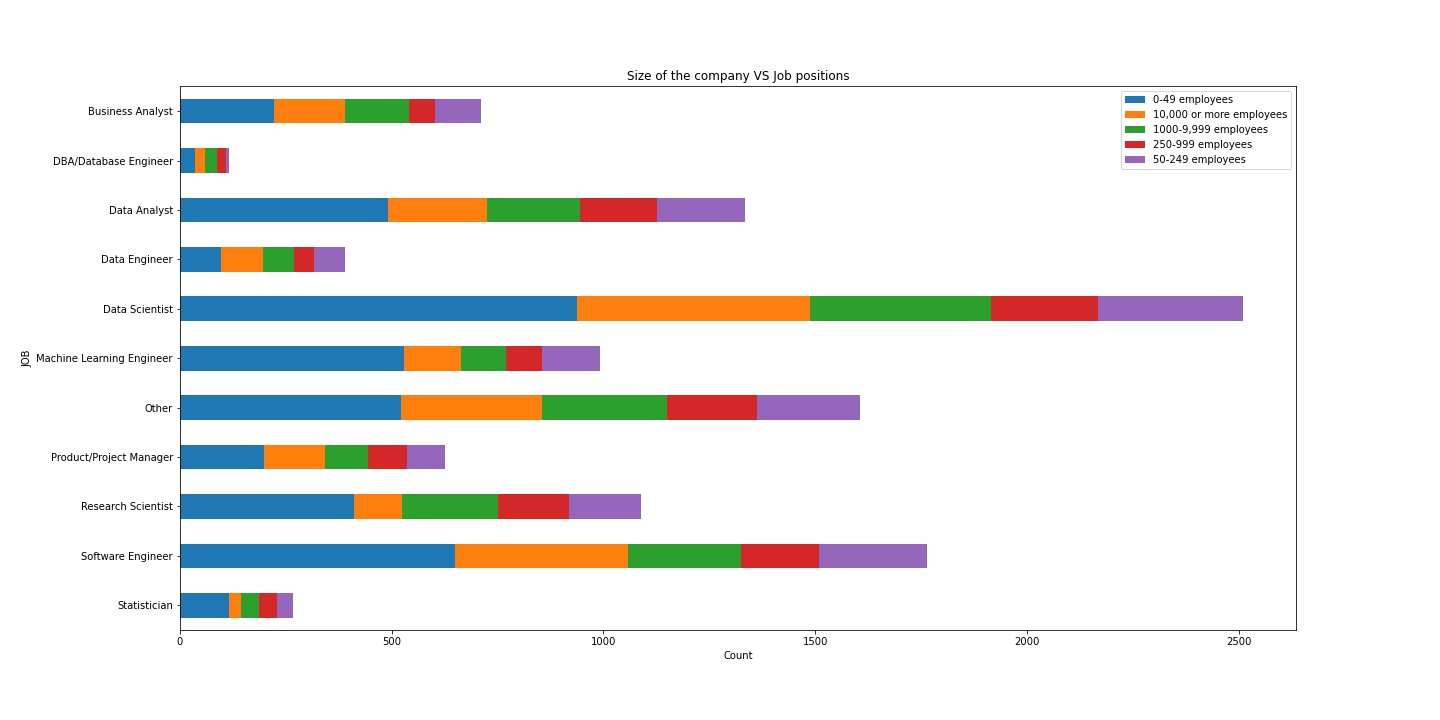 Size of the company VS Job positions
0-49 employees
10,000 or more employees
1000-9,999 employees
250-999 employees
50-249 employees
JOB
Business Analyst
DBA/Database Engineer
Data Analyst
Data Engineer
Data Scientist
Machine Learning Engineer
Other
Product/Project Manager
Research Scientist
Software Engineer
Statistician
0 500 1000 1500 2000 2500
Count